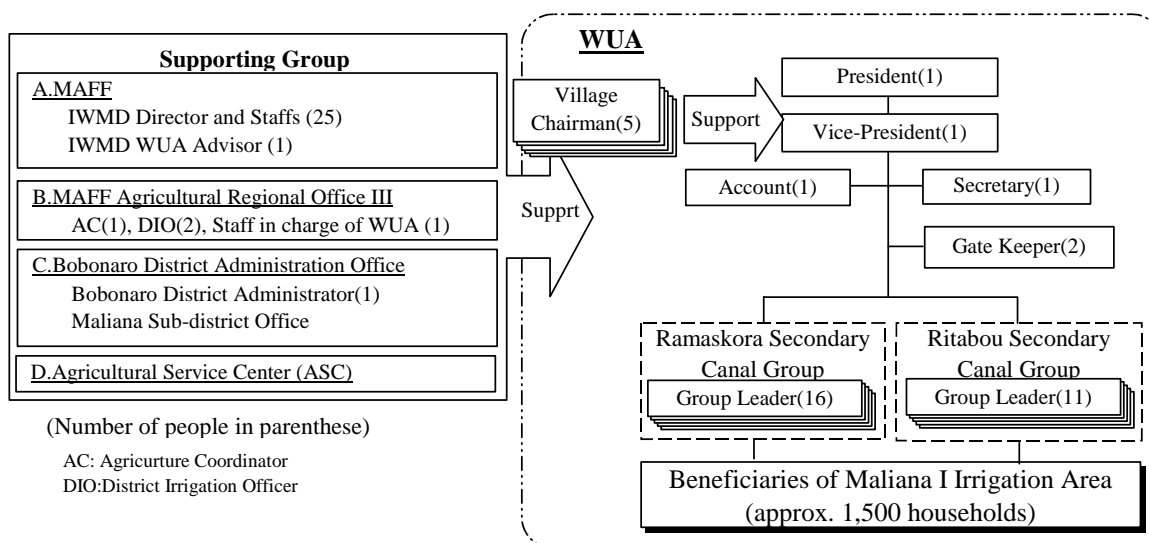 Supporting Group
A.MAFF
IWMD Director and Staffs (25)
IWMD WUA Advisor (1)
B.MAFF Agricultural Regional Office III
AC(1), DIO(2), Staff in charge of WUA (1)
C.Bobonaro District Administration Office
Bobonaro District Administrator(1)
Maliana Sub-district Office
D.Agricultural Service Center (ASC)
(Number of people in parenthese)
AC: Agricurture Coordinator
DIO:District Irrigation Officer
Supprt
WUA
Village
Chairman(5)
Support
President(1)
Vice-President(1)
Account(1)
Secretary(1)
Gate Keeper(2)
Ramaskora Secondary
Canal Group
Group Leader(16)
Ritabou Secondary
Canal Group
Group Leader(11)
Beneficiaries of Maliana I Irrigation Area
(approx. 1,500 households)